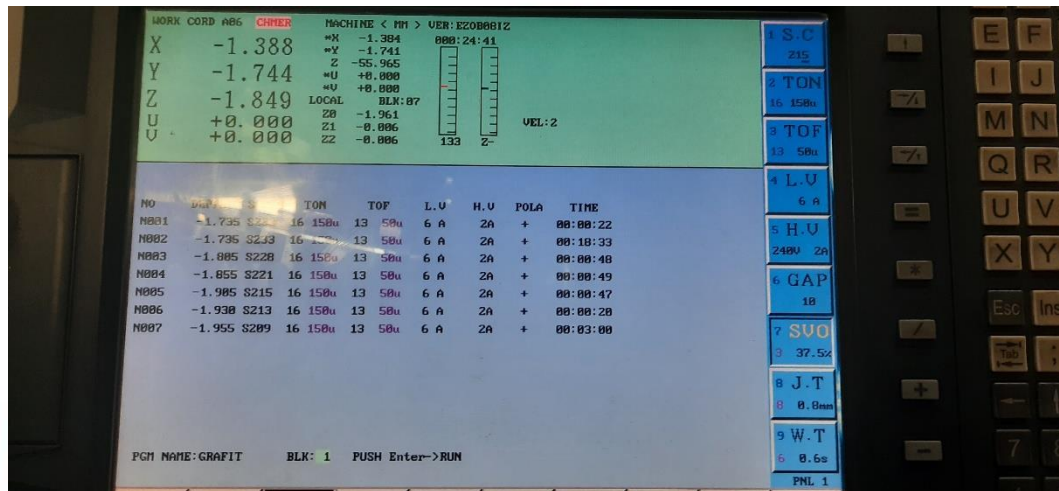 WORK CORD A06 CHMER MACHINE < MM > VER:EZOB08IZ
X -1.388 *X -1.384 000:24:41
Y -1.744 *Y -1.741
Z -1.849 Z -55.965
U +0.000 *U +0.000
V +0.000 *V +0.000
LOCAL BLK:07
Z0 -1.961
Z1 -0.006 VEL:2
Z2 -0.006 133 Z-
NO TON TOF L.V H.V POLA TIME
N001 -1.735 16 150u 13 50u 6 A 2A + 00:00:22
N002 -1.735 S233 16 13 50u 6 A 2A + 00:18:33
N003 -1.805 S228 16 150u 13 50u 6 A 2A + 00:00:48
N004 -1.855 S221 16 150u 13 50u 6 A 2A + 00:00:49
N005 -1.905 S215 16 150u 13 50u 6 A 2A + 00:00:47
N006 -1.930 S213 16 150u 13 50u 6 A 2A + 00:00:20
N007 -1.955 S209 16 150u 13 50u 6 A 2A + 00:03:00
PGM NAME:GRAFIT BLK: 1 PUSH Enter->RUN
1 S.C
215
2 TON
16 150u
3 TOF
13 50u
4 L.V
6 A
5 H.V
240V 2A
6 GAP
10
7 SVO
3 37.5%
8 J.T
8 0.8mm
9 W.T
6 0.6s
PNL 1
E F
I J
M N
Q R
U V
X Y
Esc Ins
Tab
7